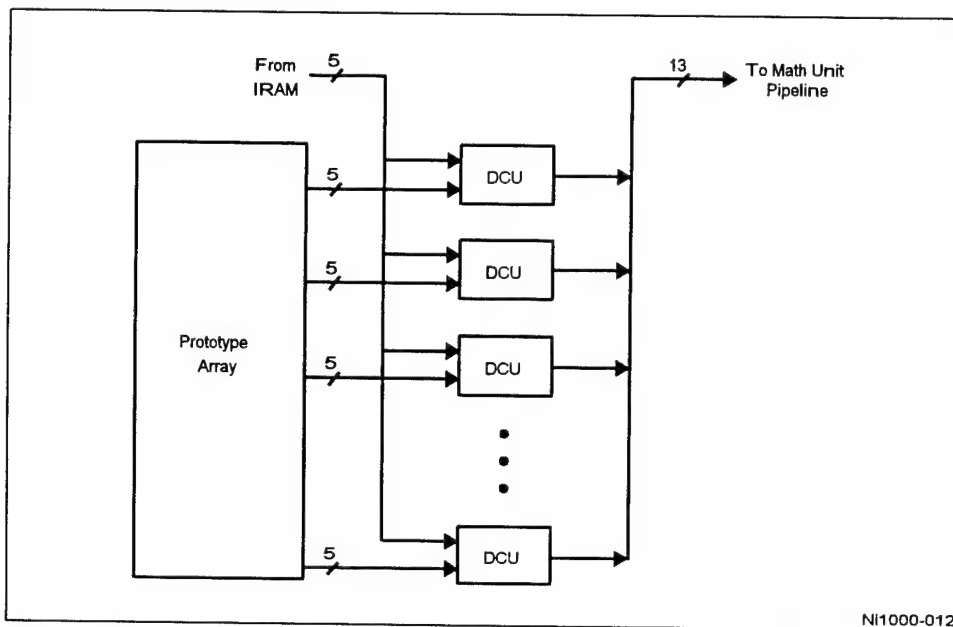 From
IRAM
5
13
To Math Unit
Pipeline
5
DCU
5
DCU
Prototype
Array
5
DCU
5
DCU
NI1000-012